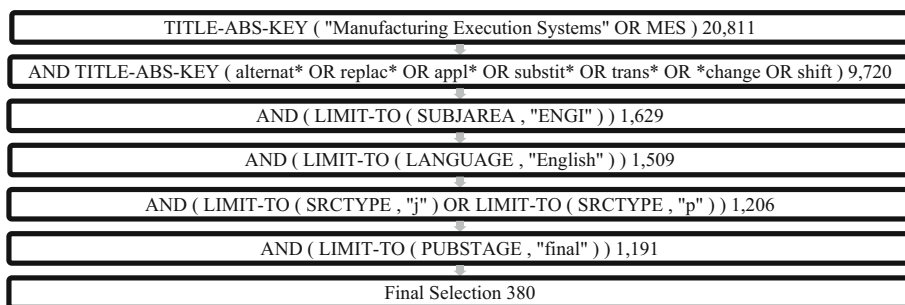 TITLE-ABS-KEY ( "Manufacturing Execution Systems" OR MES ) 20,811
AND TITLE-ABS-KEY ( alternat* OR replac* OR appl* OR substit* OR trans* OR *change OR shift ) 9,720
AND ( LIMIT-TO ( SUBJAREA , "ENGI" ) ) 1,629
AND ( LIMIT-TO ( LANGUAGE , "English" ) ) 1,509
AND ( LIMIT-TO ( SRCTYPE , "j" ) OR LIMIT-TO ( SRCTYPE , "p" ) ) 1,206
AND ( LIMIT-TO ( PUBSTAGE , "final" ) ) 1,191
Final Selection 380